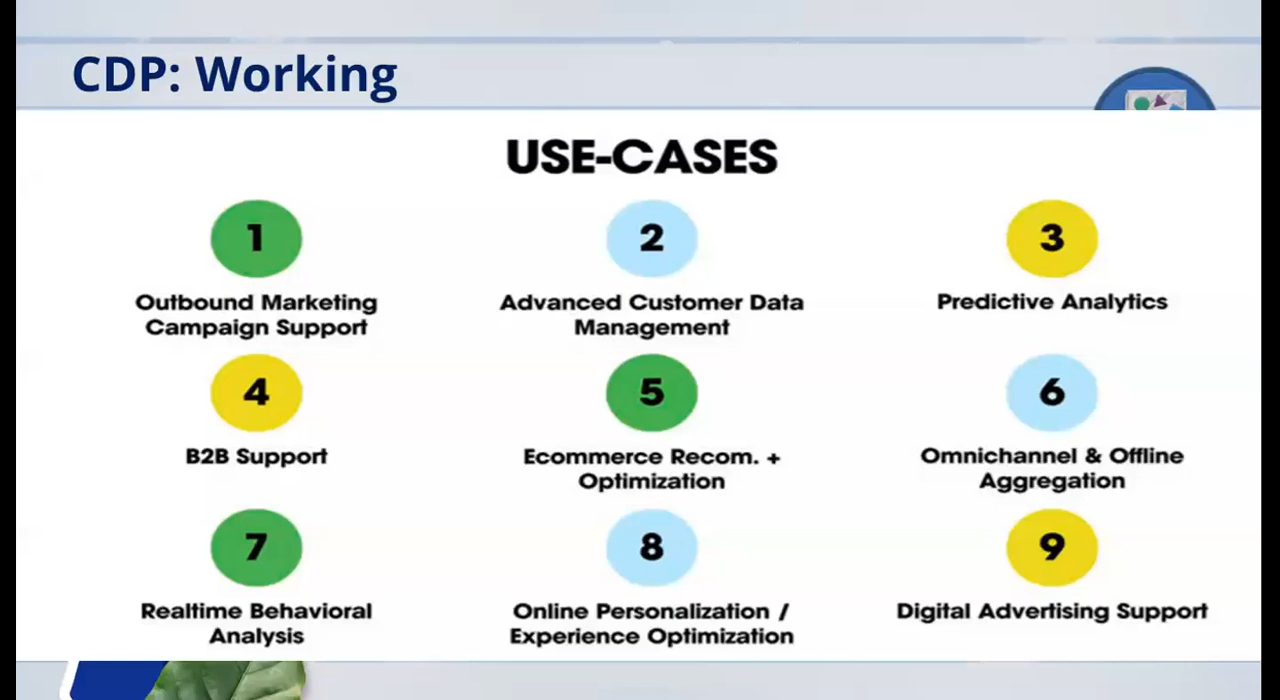 CDP: Working
USE-CASES
1
Outbound Marketing
Campaign Support
2
Advanced Customer Data
Management
3
Predictive Analytics
4
B2B Support
5
Ecommerce Recom. +
Optimization
6
Omnichannel & Offline
Aggregation
7
Realtime Behavioral
Analysis
8
Online Personalization /
Experience Optimization
9
Digital Advertising Support